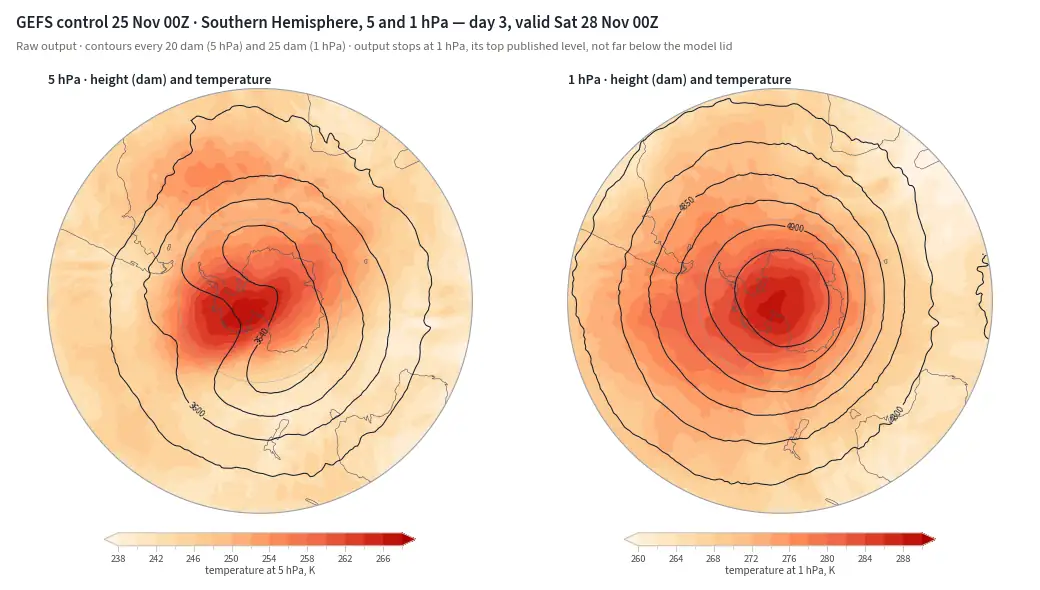 GEFS control 25 Nov 00Z · Southern Hemisphere, 5 and 1 hPa — day 3, valid Sat 28 Nov 00Z
Raw output · contours every 20 dam (5 hPa) and 25 dam (1 hPa) · output stops at 1 hPa, its top published level, not far below the model lid
5 hPa · height (dam) and temperature
1 hPa · height (dam) and temperature
3640
3600
4850
4900
4800
238 242 246 250 254 258 262 266
temperature at 5 hPa, K
260 264 268 272 276 280 284 288
temperature at 1 hPa, K